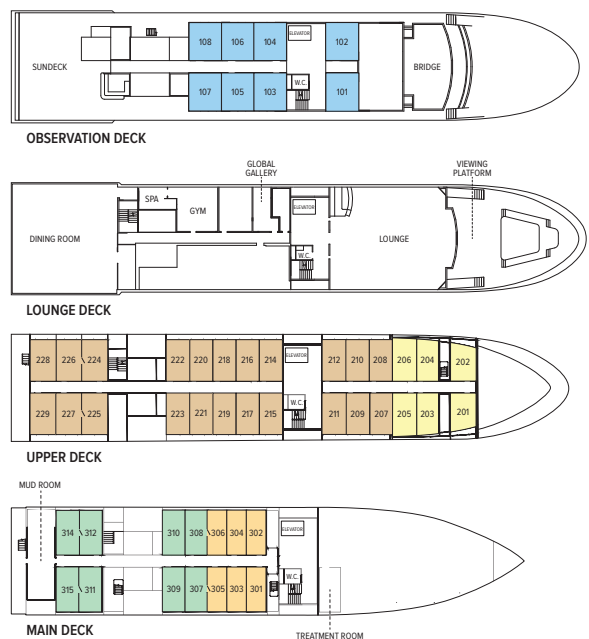 108 106 104 ELEVATOR 102
SUNDECK BRIDGE
W.C.
107 105 103 101
OBSERVATION DECK
GLOBAL
GALLERY
VIEWING
PLATFORM
SPA
GYM
ELEVATOR
DINING ROOM
LOUNGE
W.C.
LOUNGE DECK
228 226 224 222 220 218 216 214 ELEVATOR 212 210 208 206 204 202
W.C.
229 227 225 223 221 219 217 215 211 209 207 205 203 201
UPPER DECK
MUD ROOM
314 312 310 308 306 304 302 ELEVATOR
W.C.
315 311 309 307 305 303 301
MAIN DECK
TREATMENT ROOM